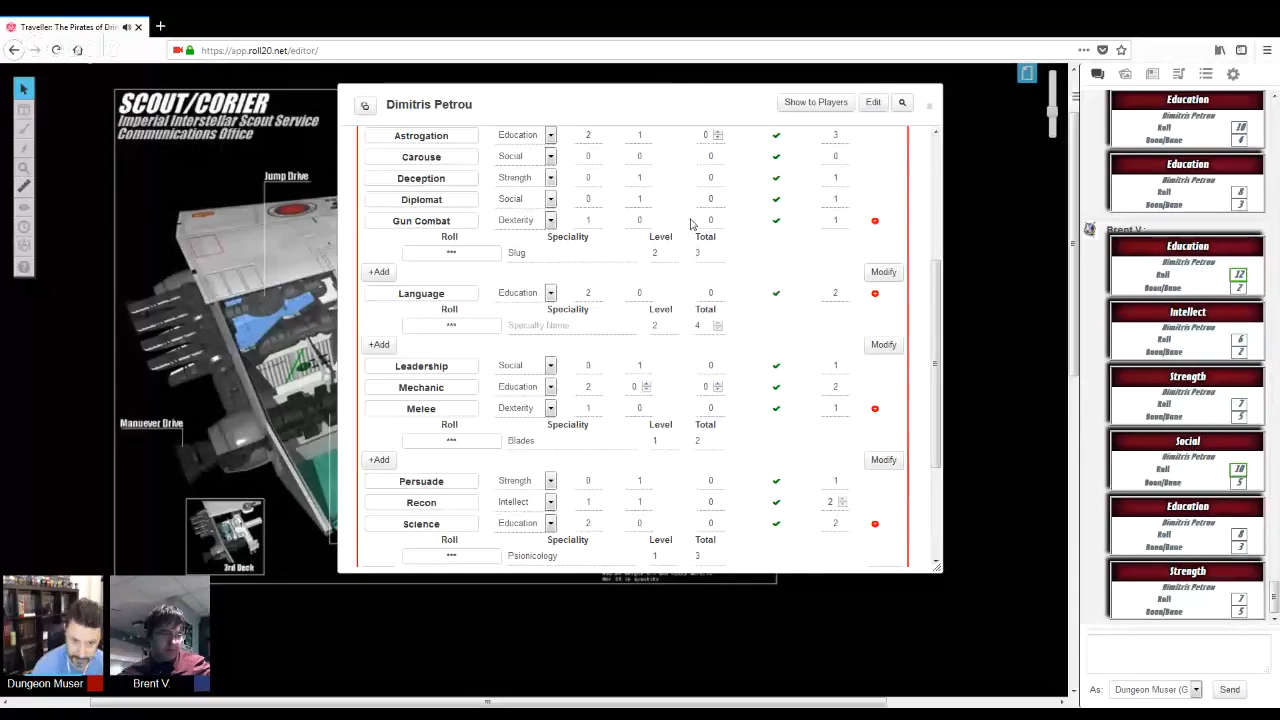 Traveller: The Pirates of Dri
https://app.roll20.net/editor/
SCOUT/CORIER
Imperial Interstellar Scout Service
Communications Office
Jump Drive
Manuever Drive
3rd Deck
Dimitris Petrou
Show to Players
Edit
Astrogation Education 2 1 0 3
Carouse Social 0 0 0 0
Deception Strength 0 1 0 1
Diplomat Social 0 1 0 1
Gun Combat Dexterity 1 0 0 1
Roll Speciality Level Total
*** Slug 2 3
+Add Modify
Language Education 2 0 0 2
Roll Speciality Level Total
*** Specialty Name 2 4
+Add Modify
Leadership Social 0 1 0 1
Mechanic Education 2 0 0 2
Melee Dexterity 1 0 0 1
Roll Speciality Level Total
*** Blades 1 2
+Add Modify
Persuade Strength 0 1 0 1
Recon Intellect 1 1 0 2
Science Education 2 0 0 2
Roll Speciality Level Total
*** Psionicology 1 3
Education
Dimitris Petrou
Roll 10
Boon/Bane 4
Education
Dimitris Petrou
Roll 8
Boon/Bane 3
Brent V.:
Education
Dimitris Petrou
Roll 12
Boon/Bane 2
Intellect
Dimitris Petrou
Roll 6
Boon/Bane 2
Strength
Dimitris Petrou
Roll 7
Boon/Bane 5
Social
Dimitris Petrou
Roll 10
Boon/Bane 5
Education
Dimitris Petrou
Roll 8
Boon/Bane 3
Strength
Dimitris Petrou
Roll 7
Boon/Bane 5
As: Dungeon Muser (G Send
Dungeon Muser
Brent V.